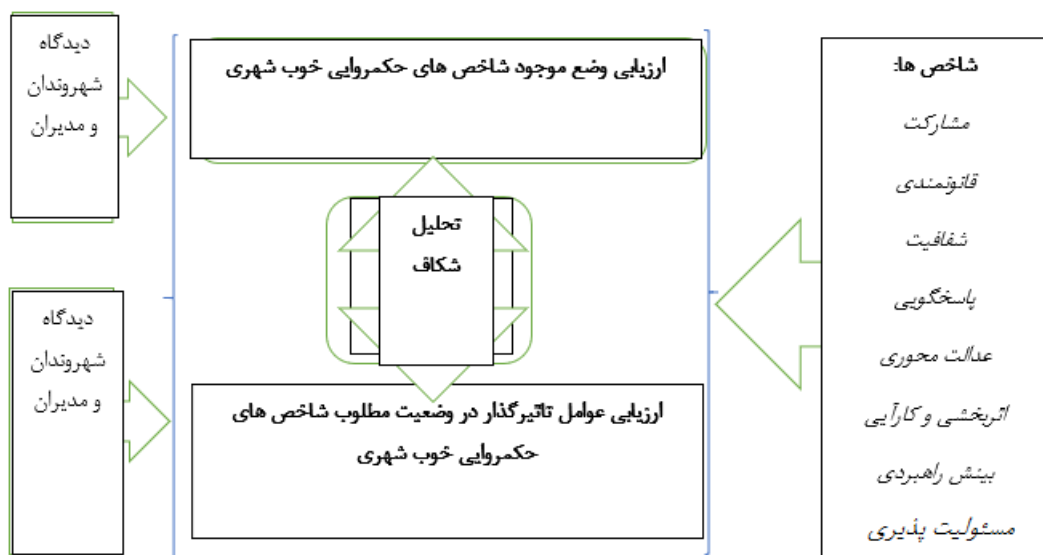 شاخص ها:
مشارکت
قانونمندی
شفافیت
پاسخگویی
عدالت محوری
اثربخشی و کارآیی
بینش راهبردی
مسئولیت پذیری
ارزیابی وضع موجود شاخص های حکمروایی خوب شهری
تحلیل
شکاف
ارزیابی عوامل تاثیرگذار در وضعیت مطلوب شاخص های
حکمروایی خوب شهری
دیدگاه
شهروندان
و مدیران
دیدگاه
شهروندان
و مدیران